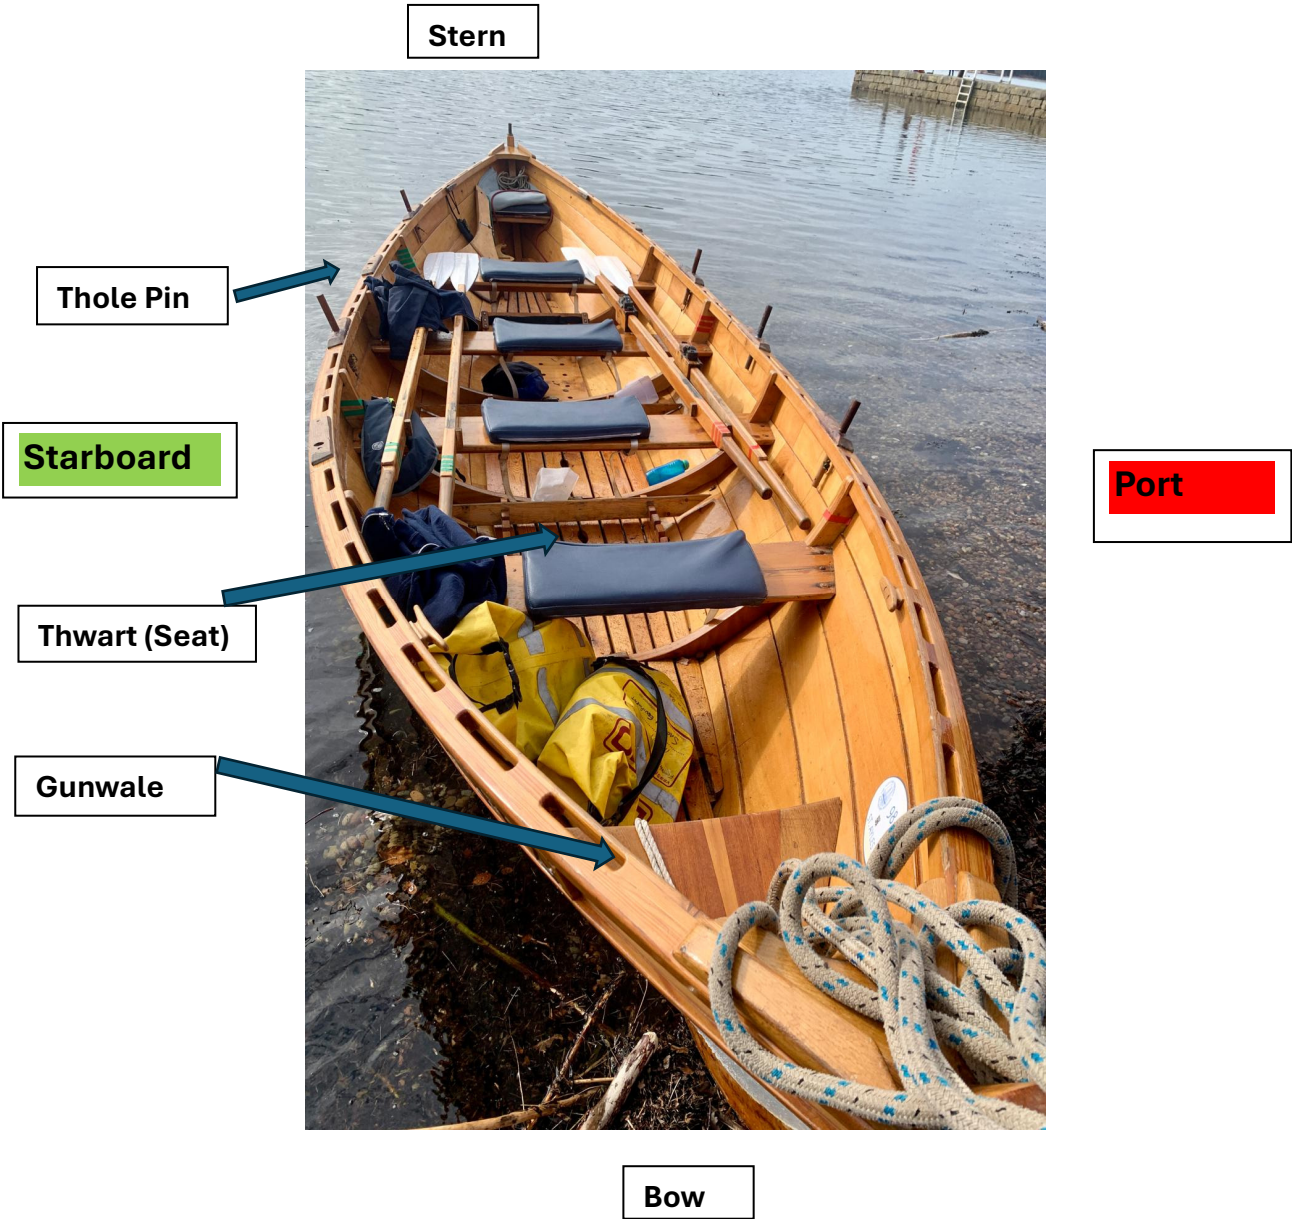 Stern
Thole Pin
Starboard
Port
Thwart (Seat)
Gunwale
Bow